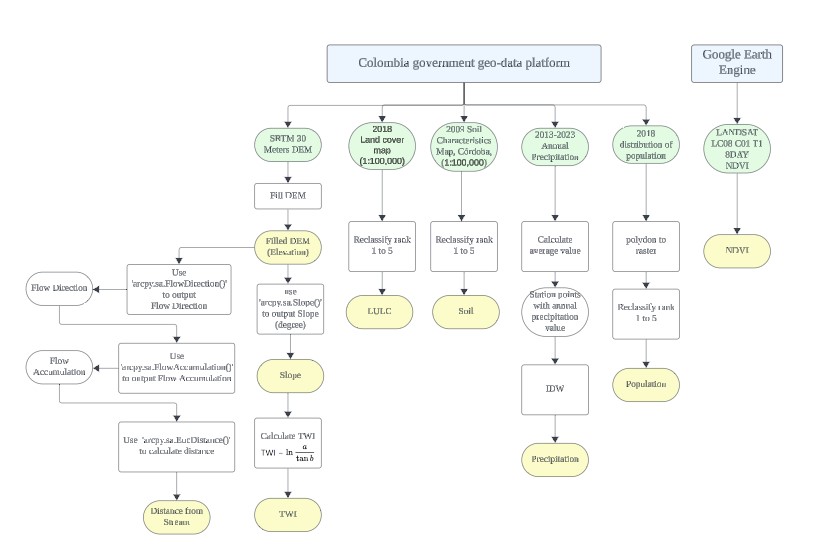 Colombia government geo-data platform
Google Earth
Engine
SRTM 30
Meters DEM
2018
Land cover
map
(1:100,000)
2009 Soil
Characteristics
Map, Córdoba,
(1:100,000)
2013-2023
Annual
Precipitation
2018
distribution of
population
LANDSAT
LC08 C01 T1
8DAY
NDVI
Fill DEM
Filled DEM
(Elevation)
Reclassify rank
1 to 5
Reclassify rank
1 to 5
Calculate
average value
polydon to
raster
NDVI
Flow Direction
Use
'arcpy.sa.FlowDirection()'
to output
Flow Direction
use
'arcpy.sa.Slope()'
to output Slope
(degree)
LULC
Soil
Station points
with annual
precipitation
value
Reclassify rank
1 to 5
Flow
Accumulation
Use
'arcpy.sa.FlowAccumulation()'
to output Flow Accumulation
Slope
IDW
Population
Use 'arcpy.sa.EucDistance()'
to calculate distance
Calculate TWI
TWI = ln a / tan b
Precipitation
Distance from
Stream
TWI